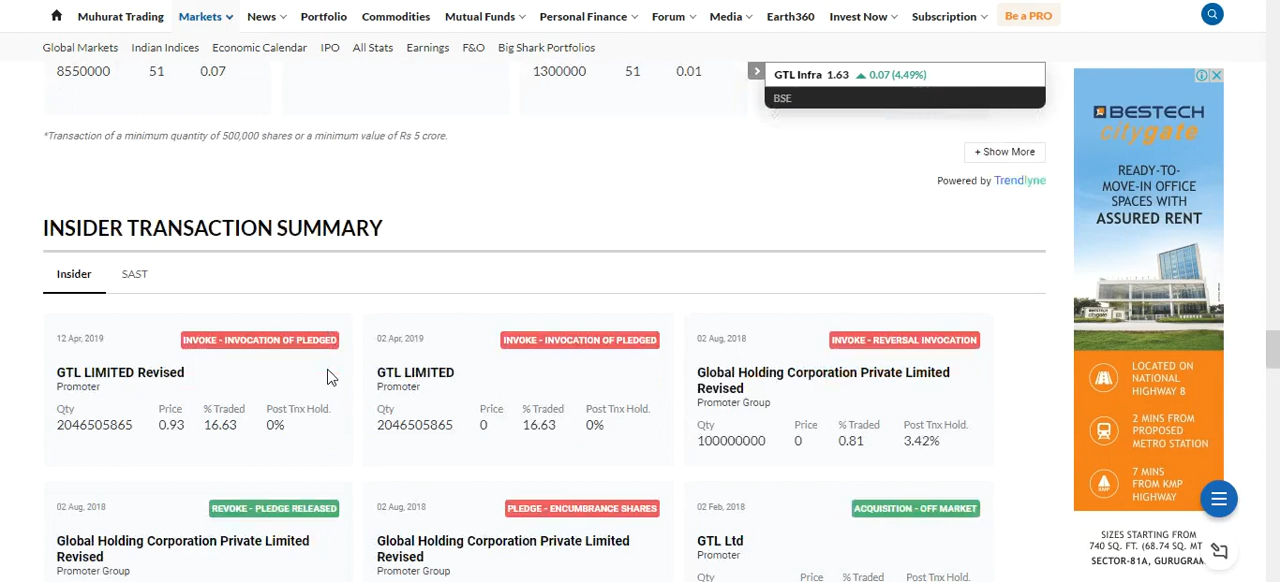 Muhurat Trading Markets News Portfolio Commodities Mutual Funds Personal Finance Forum Media Earth360 Invest Now Subscription Be a PRO
Global Markets Indian Indices Economic Calendar IPO All Stats Earnings F&O Big Shark Portfolios
8550000 51 0.07 1300000 51 0.01
GTL Infra 1.63 0.07 (4.49%)
BSE
*Transaction of a minimum quantity of 500,000 shares or a minimum value of Rs 5 crore.
+ Show More
Powered by Trendlyne
INSIDER TRANSACTION SUMMARY
Insider SAST
12 Apr, 2019 INVOKE - INVOCATION OF PLEDGED
GTL LIMITED Revised
Promoter
Qty Price % Traded Post Tnx Hold.
2046505865 0.93 16.63 0%
02 Apr, 2019 INVOKE - INVOCATION OF PLEDGED
GTL LIMITED
Promoter
Qty Price % Traded Post Tnx Hold.
2046505865 0 16.63 0%
02 Aug, 2018 INVOKE - REVERSAL INVOCATION
Global Holding Corporation Private Limited
Revised
Promoter Group
Qty Price % Traded Post Tnx Hold.
100000000 0 0.81 3.42%
02 Aug, 2018 REVOKE - PLEDGE RELEASED
Global Holding Corporation Private Limited
Revised
Promoter Group
02 Aug, 2018 PLEDGE - ENCUMBRANCE SHARES
Global Holding Corporation Private Limited
Revised
Promoter Group
02 Feb, 2018 ACQUISITION - OFF MARKET
GTL Ltd
Promoter
Qty Price % Traded Post Tnx Hold.
BESTECH
citygate
READY-TO-
MOVE-IN OFFICE
SPACES WITH
ASSURED RENT
LOCATED ON
NATIONAL
HIGHWAY 8
2 MINS FROM
PROPOSED
METRO STATION
7 MINS
FROM KMP
HIGHWAY
SIZES STARTING FROM
740 SQ. FT. (68.74 SQ. MT
SECTOR-81A, GURUGRAM